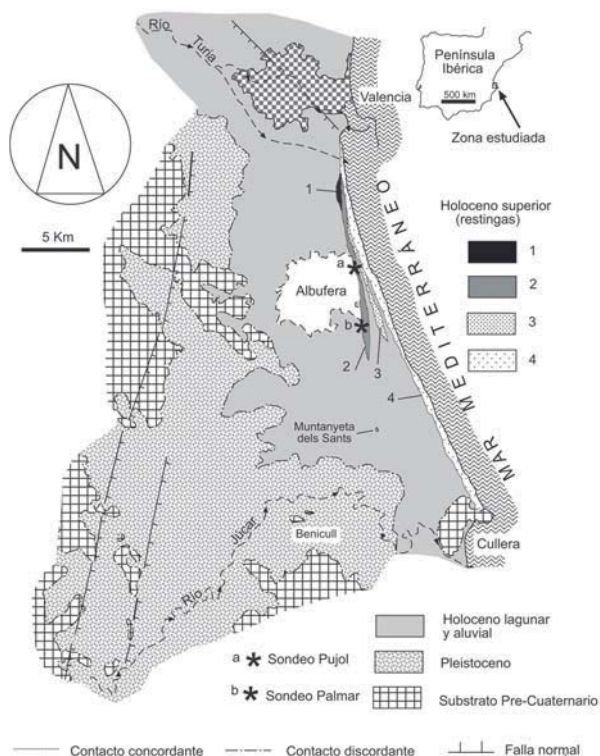 Río
Turia
Valencia
Península
Ibérica
500 km
Zona estudiada
N
5 Km
1
Holoceno superior
(restingas)
1
2
3
4
MAR MEDITERRÁNEO
a
Albufera
b
2
3
4
Muntanyeta
dels Sants
Río Júcar
Benicull
Cullera
a Sondeo Pujol
b Sondeo Palmar
Holoceno lagunar
y aluvial
Pleistoceno
Substrato Pre-Cuaternario
Contacto concordante
Contacto discordante
Falla normal